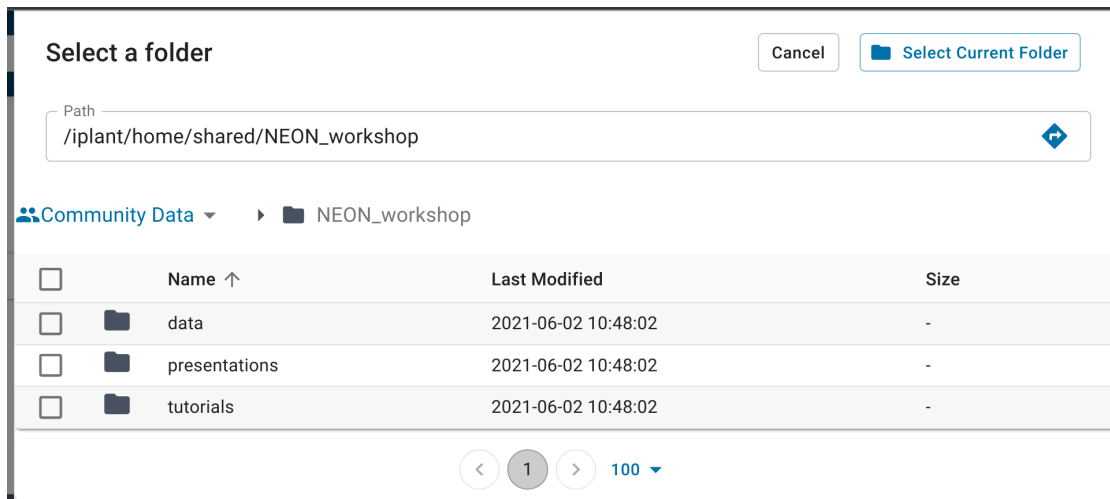 Select a folder
Cancel
Select Current Folder
Path
/iplant/home/shared/NEON_workshop
Community Data
NEON_workshop
Name Last Modified Size
data 2021-06-02 10:48:02 -
presentations 2021-06-02 10:48:02 -
tutorials 2021-06-02 10:48:02 -
1
100